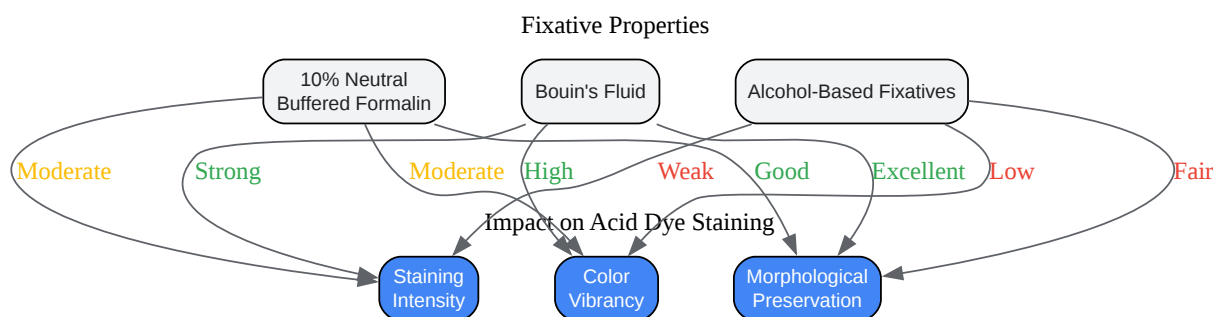 Fixative Properties
10% Neutral
Buffered Formalin
Bouin's Fluid
Alcohol-Based Fixatives
Moderate
Strong
Moderate
High
Weak
Good
Excellent
Low
Fair
Impact on Acid Dye Staining
Staining
Intensity
Color
Vibrancy
Morphological
Preservation